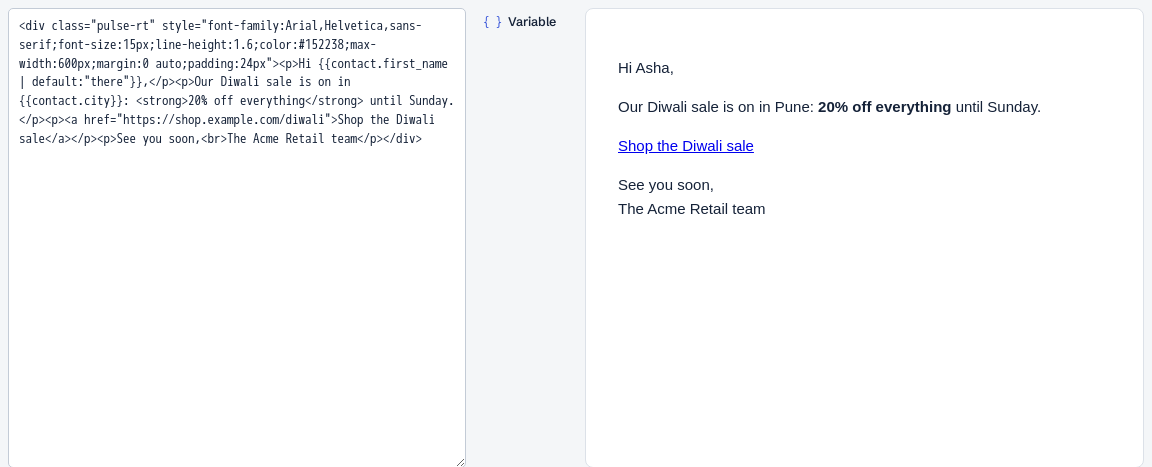 <div class="pulse-rt" style="font-family:Arial,Helvetica,sans-
serif;font-size:15px;line-height:1.6;color:#152238;max-
width:600px;margin:0 auto;padding:24px"><p>Hi {{contact.first_name
| default:"there"}},</p><p>Our Diwali sale is on in
{{contact.city}}: <strong>20% off everything</strong> until Sunday.
</p><p><a href="https://shop.example.com/diwali">Shop the Diwali
sale</a></p><p>See you soon,<br>The Acme Retail team</p></div>
{ } Variable
Hi Asha,
Our Diwali sale is on in Pune: 20% off everything until Sunday.
Shop the Diwali sale
See you soon,
The Acme Retail team